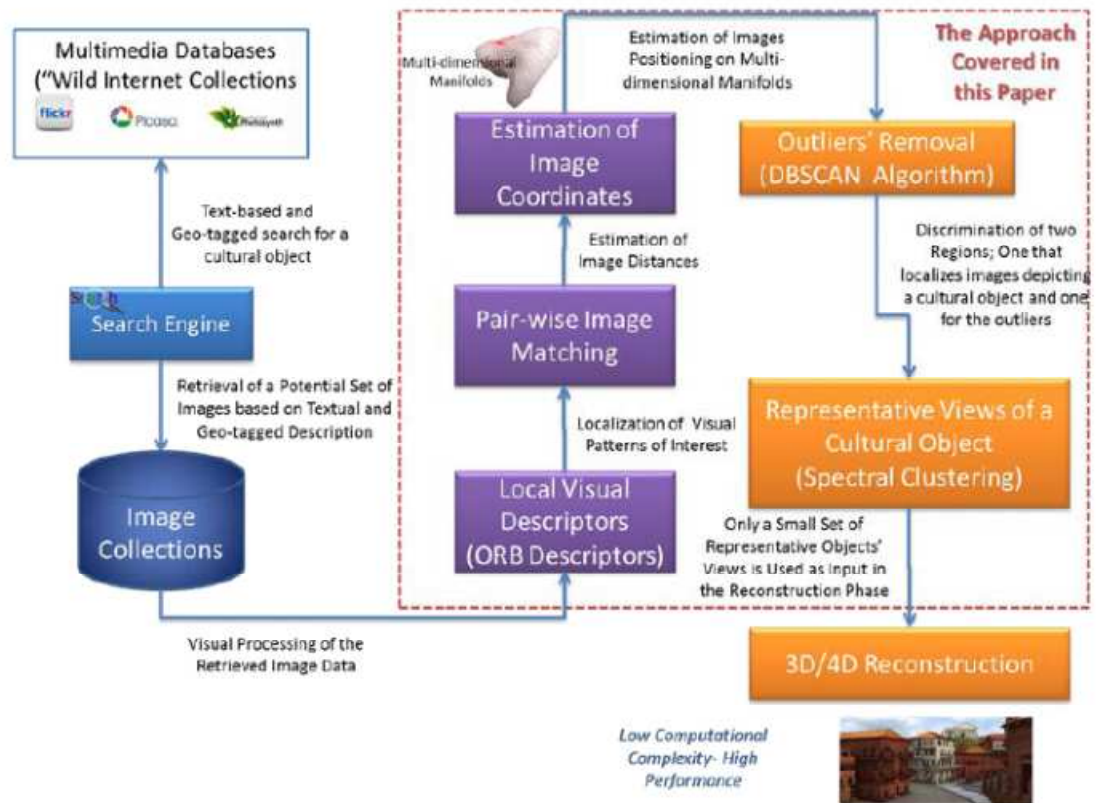 Multimedia Databases
("Wild Internet Collections
flickr
Picasa
Text-based and
Geo-tagged search for a
cultural object
Search Engine
Retrieval of a Potential Set of
Images based on Textual and
Geo-tagged Description
Image
Collections
Visual Processing of the
Retrieved Image Data
Local Visual
Descriptors
(ORB Descriptors)
Localization of Visual
Patterns of Interest
Pair-wise Image
Matching
Estimation of
Image Distances
Estimation of
Image
Coordinates
Multi-dimensional
Manifolds
Estimation of Images
Positioning on Multi-
dimensional Manifolds
The Approach
Covered in
this Paper
Outliers' Removal
(DBSCAN Algorithm)
Discrimination of two
Regions; One that
localizes images depicting
a cultural object and one
for the outliers
Representative Views of a
Cultural Object
(Spectral Clustering)
Only a Small Set of
Representative Objects'
Views is Used as Input in
the Reconstruction Phase
3D/4D Reconstruction
Low Computational
Complexity- High
Performance